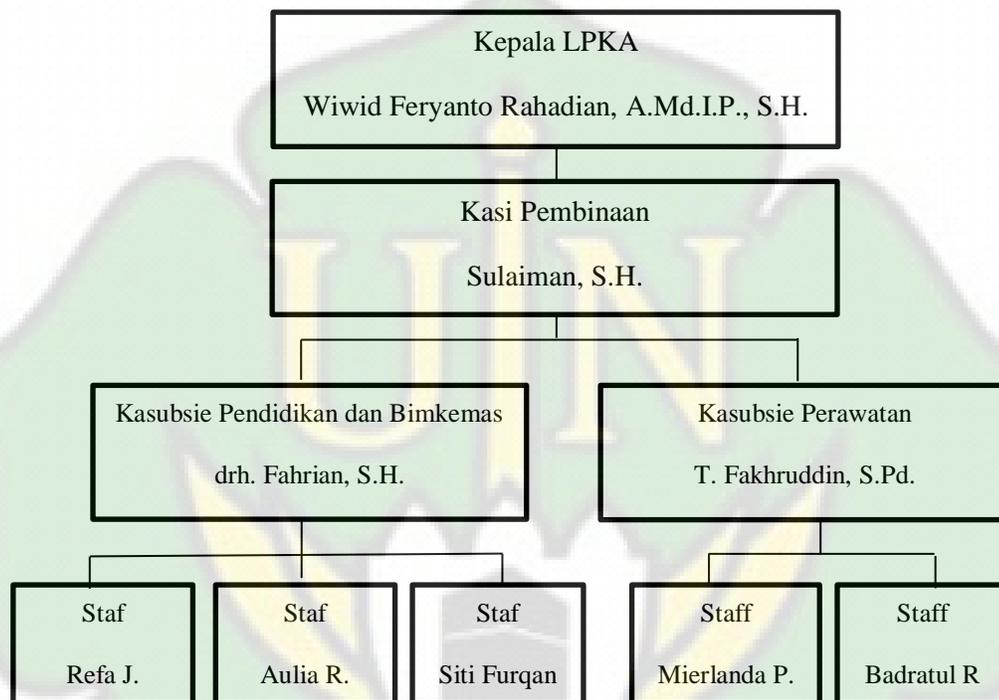 Kepala LPKA
Wiwid Feryanto Rahadian, A.Md.I.P., S.H.
Kasi Pembinaan
Sulaiman, S.H.
Kasubsie Pendidikan dan Bimkemas
drh. Fahrian, S.H.
Kasubsie Perawatan
T. Fakhruddin, S.Pd.
Staf
Refa J.
Staf
Aulia R.
Staf
Siti Furqan
Staff
Mierlanda P.
Staff
Badratul R
UIN